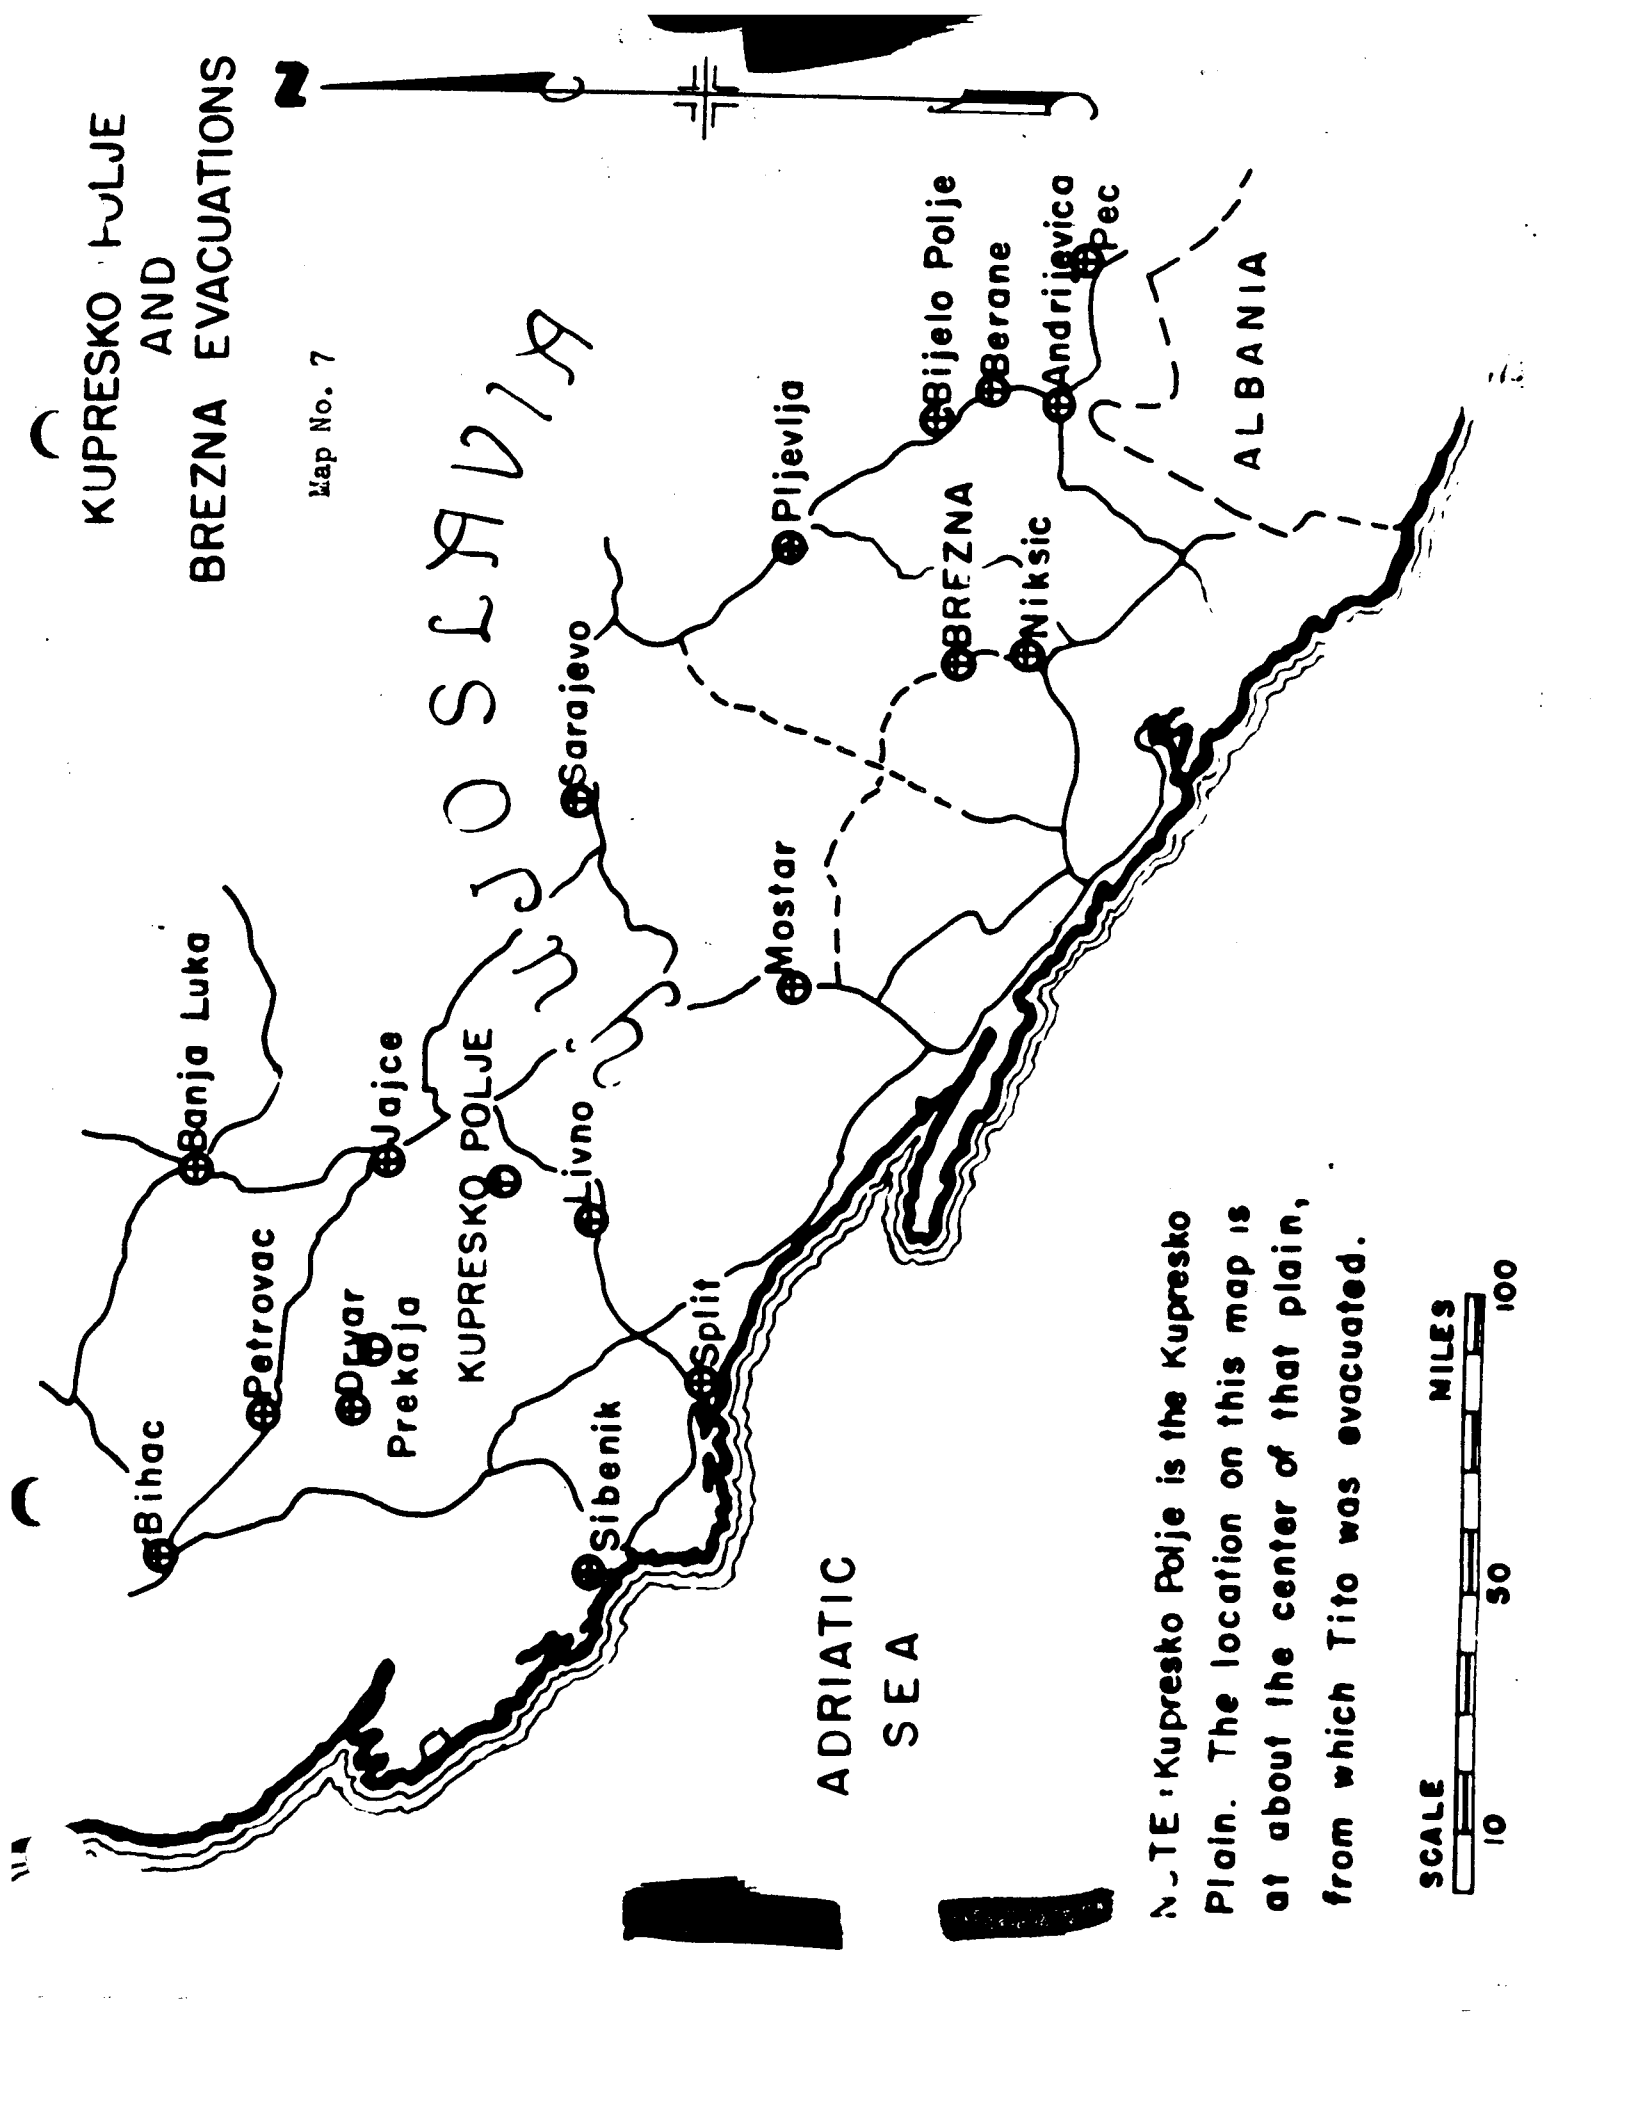 KUPRESKO POLJE
AND
BREZNA EVACUATIONS
Map No. 7
N
JUGOSLAVIA
Bihac
Banja Luka
Petrovac
Drvar
Prekaja
Jajce
KUPRESKO POLJE
Livno
Sarajevo
Sibenik
Split
Mostar
Pljevlja
Bijelo Polje
Berane
Andrijevica
Pec
BREZNA
Niksic
ALBANIA
ADRIATIC
SEA
NOTE: Kupresko Polje is the Kupresko
Plain. The location on this map is
at about the center of that plain,
from which Tito was evacuated.
SCALE MILES
10 50 100